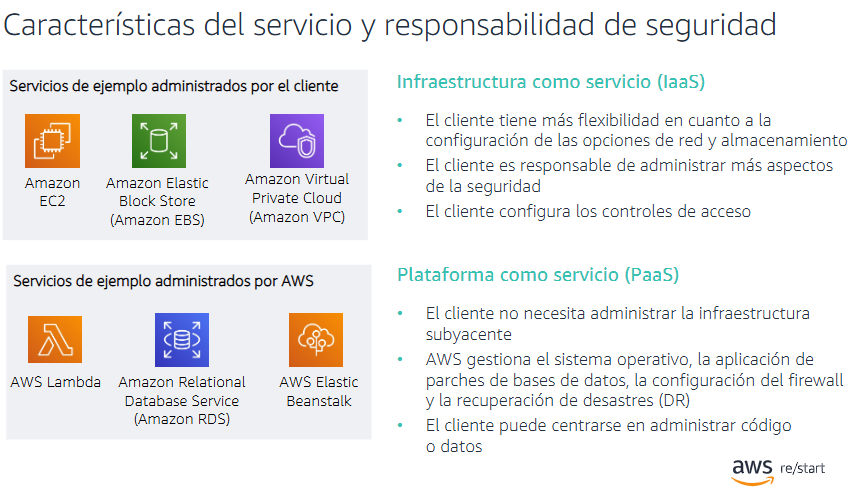 Características del servicio y responsabilidad de seguridad
Servicios de ejemplo administrados por el cliente
Amazon
EC2
Amazon Elastic
Block Store
(Amazon EBS)
Amazon Virtual
Private Cloud
(Amazon VPC)
Infraestructura como servicio (IaaS)
• El cliente tiene más flexibilidad en cuanto a la
configuración de las opciones de red y almacenamiento
• El cliente es responsable de administrar más aspectos
de la seguridad
• El cliente configura los controles de acceso
Servicios de ejemplo administrados por AWS
AWS Lambda
Amazon Relational
Database Service
(Amazon RDS)
AWS Elastic
Beanstalk
Plataforma como servicio (PaaS)
• El cliente no necesita administrar la infraestructura
subyacente
• AWS gestiona el sistema operativo, la aplicación de
parches de bases de datos, la configuración del firewall
y la recuperación de desastres (DR)
• El cliente puede centrarse en administrar código
o datos
aws re/start